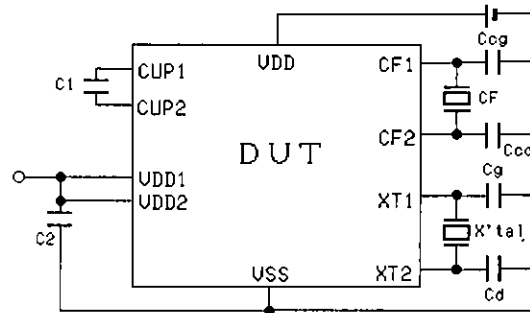 Ccg
VDD
C1
CUP1
CF1
CF
CUP2
DUT
CF2
Ccd
Cg
VDD1
VDD2
XT1
C2
X'tal
VSS
XT2
Cd